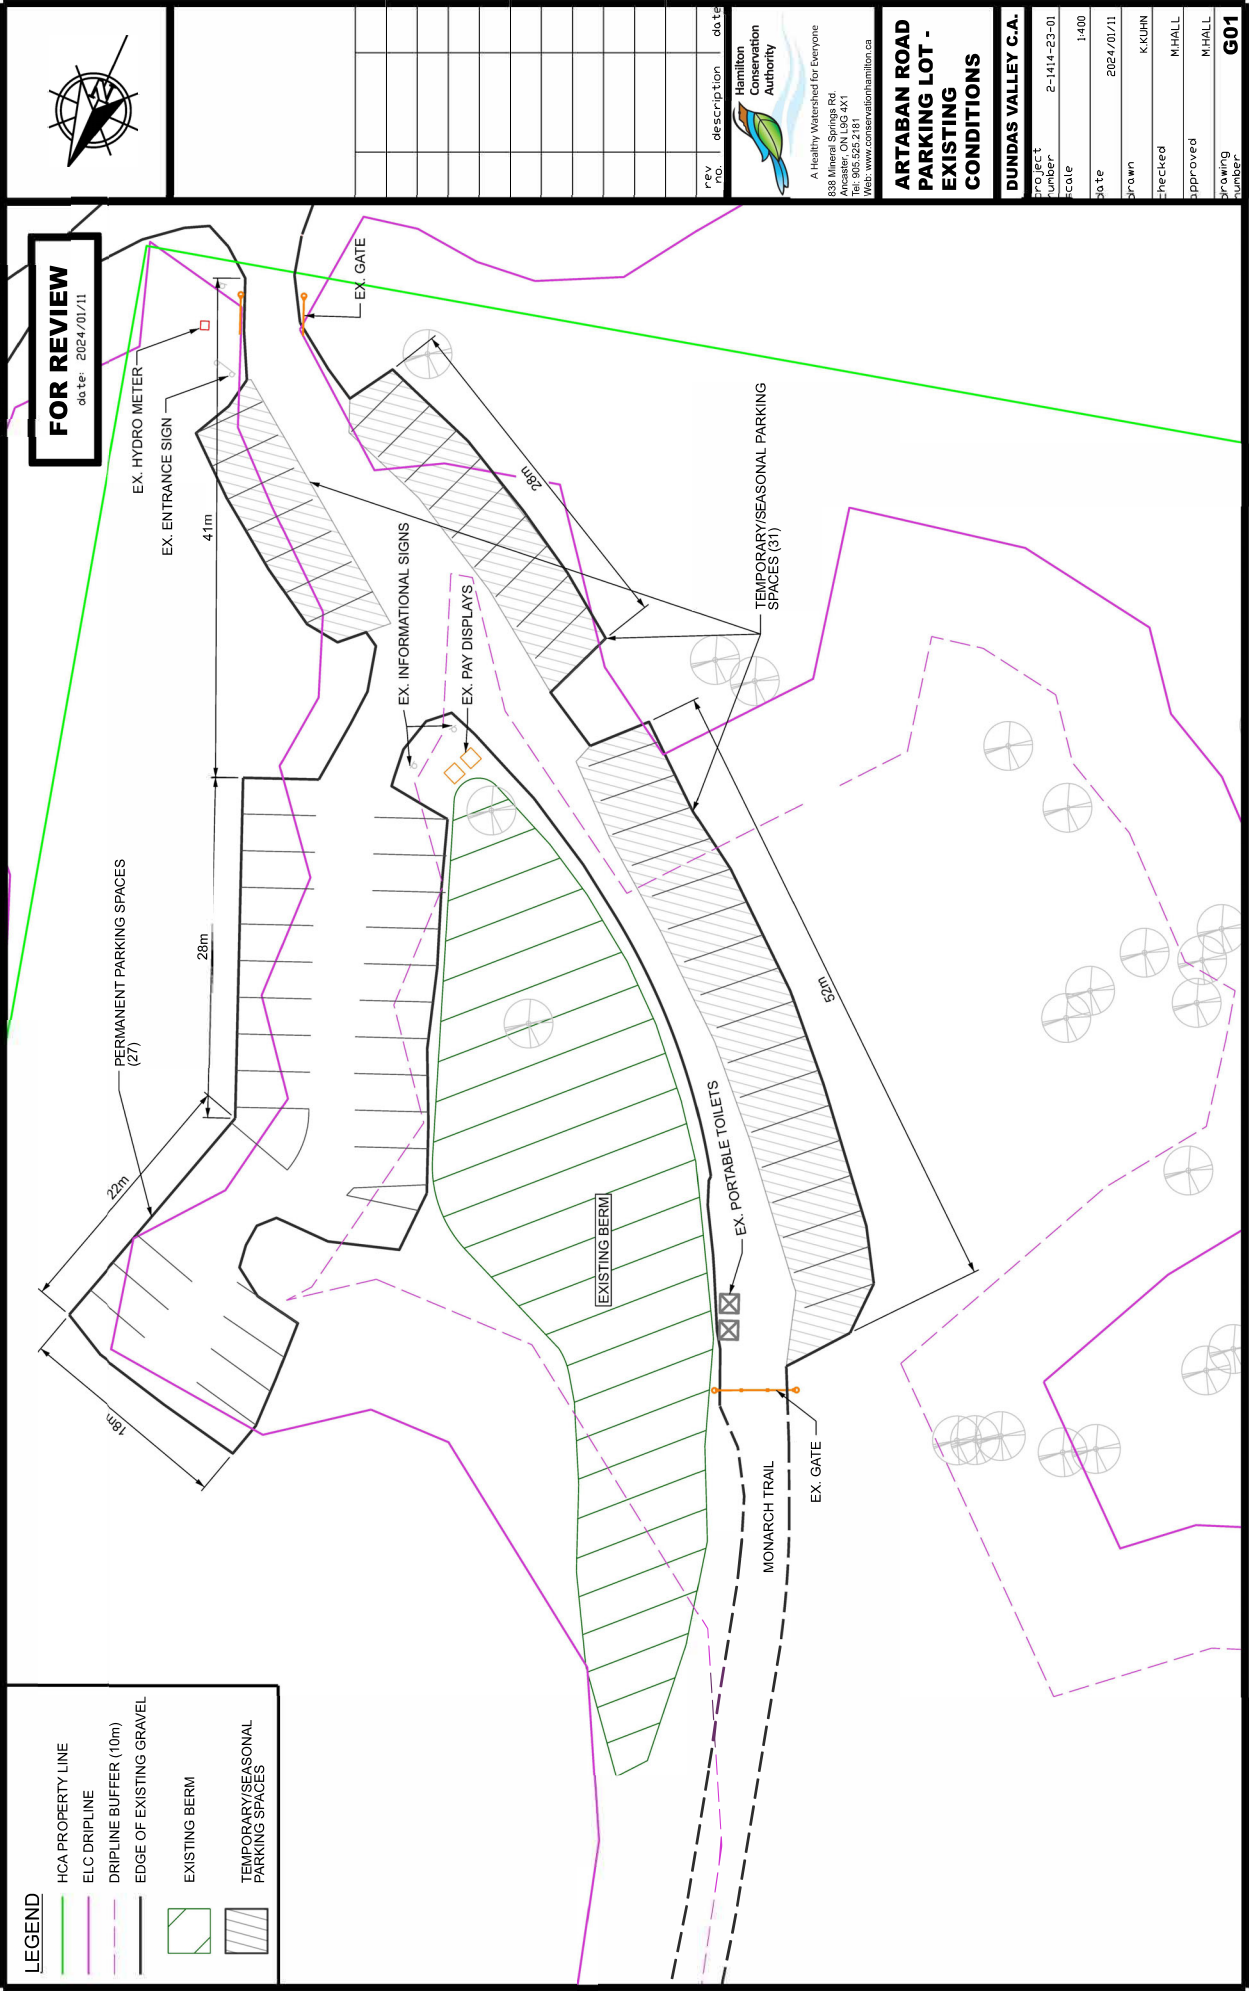 FOR REVIEW
date: 2024/01/11
EX. HYDRO METER
EX. ENTRANCE SIGN
41m
EX. GATE
28m
EX. INFORMATIONAL SIGNS
EX. PAY DISPLAYS
TEMPORARY/SEASONAL PARKING
SPACES (31)
PERMANENT PARKING SPACES
(27)
28m
22m
18m
52m
EXISTING BERM
EX. PORTABLE TOILETS
MONARCH TRAIL
EX. GATE
LEGEND
HCA PROPERTY LINE
ELC DRIPLINE
DRIPLINE BUFFER (10m)
EDGE OF EXISTING GRAVEL
EXISTING BERM
TEMPORARY/SEASONAL
PARKING SPACES
N
rev
no.
description
date
Hamilton
Conservation
Authority
A Healthy Watershed for Everyone
838 Mineral Springs Rd.
Ancaster, ON L9G 4X1
Tel: 905.525.2181
Web: www.conservationhamilton.ca
ARTABAN ROAD
PARKING LOT -
EXISTING
CONDITIONS
DUNDAS VALLEY C.A.
project
number
2-1414-23-01
scale
1:400
date
2024/01/11
drawn
K.KUHN
checked
M.HALL
approved
M.HALL
drawing
number
G01